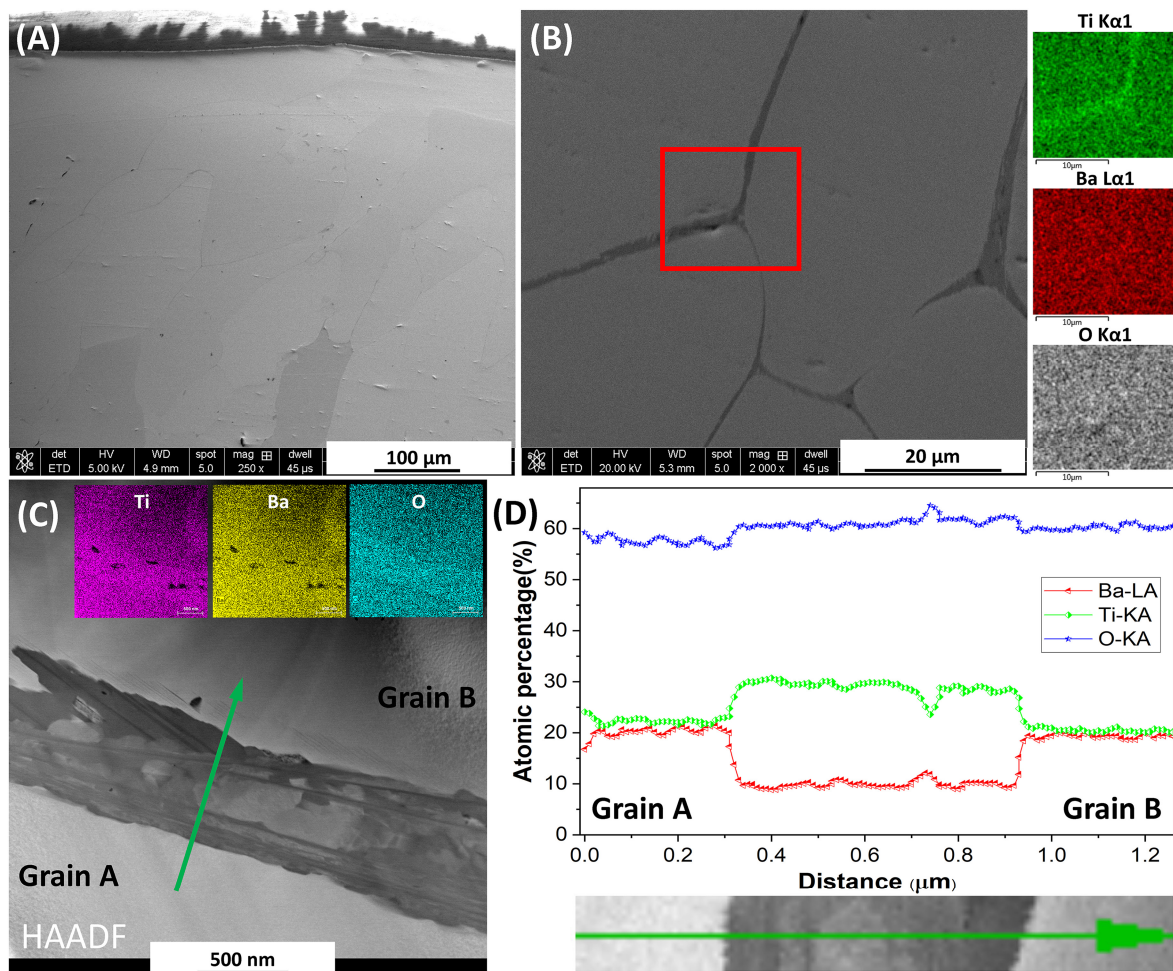 (A)
det HV WD spot mag ⊞ dwell
ETD 5.00 kV 4.9 mm 5.0 250 x 45 µs
100 µm
(B)
det HV WD spot mag ⊞ dwell
ETD 20.00 kV 5.3 mm 5.0 2 000 x 45 µs
20 µm
Ti Kα1
10µm
Ba Lα1
10µm
O Kα1
10µm
(C)
Ti
Ba
O
500 nm
Grain B
Grain A
HAADF
500 nm
(D)
Atomic percentage(%)
60
50
40
30
20
10
0
Ba-LA
Ti-KA
O-KA
Grain A
Grain B
0.0 0.2 0.4 0.6 0.8 1.0 1.2
Distance (µm)